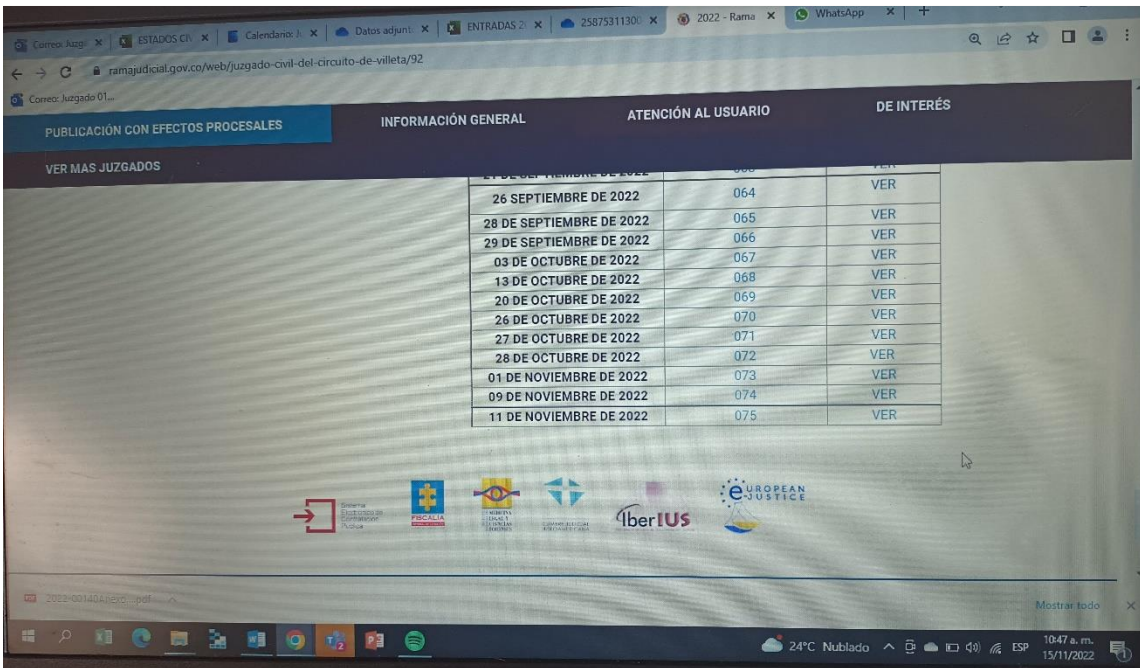 Correo: Juzg
ESTADOS CIV
Calendario: J
Datos adjunt
ENTRADAS 2
25875311300
2022 - Rama
WhatsApp
ramajudicial.gov.co/web/juzgado-civil-del-circuito-de-villeta/92
Correo: Juzgado 01...
PUBLICACIÓN CON EFECTOS PROCESALES
INFORMACIÓN GENERAL
ATENCIÓN AL USUARIO
DE INTERÉS
VER MAS JUZGADOS
26 SEPTIEMBRE DE 2022 064 VER
28 DE SEPTIEMBRE DE 2022 065 VER
29 DE SEPTIEMBRE DE 2022 066 VER
03 DE OCTUBRE DE 2022 067 VER
13 DE OCTUBRE DE 2022 068 VER
20 DE OCTUBRE DE 2022 069 VER
26 DE OCTUBRE DE 2022 070 VER
27 DE OCTUBRE DE 2022 071 VER
28 DE OCTUBRE DE 2022 072 VER
01 DE NOVIEMBRE DE 2022 073 VER
09 DE NOVIEMBRE DE 2022 074 VER
11 DE NOVIEMBRE DE 2022 075 VER
Sistema
Electrónico de
Contratación
Pública
FISCALÍA
IberIUS
EUROPEAN
E-JUSTICE
Mostrar todo
24°C Nublado
ESP
10:47 a. m.
15/11/2022